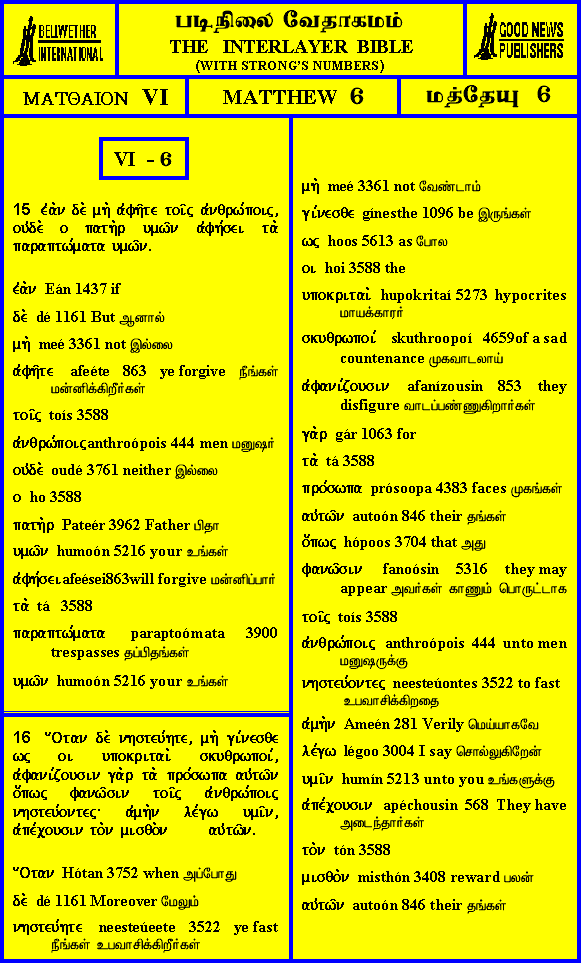 BELLWETHER
INTERNATIONAL
படிநிலை வேதாகமம்
THE INTERLAYER BIBLE
(WITH STRONG'S NUMBERS)
GOOD NEWS
PUBLISHERS
ΜΑΤΘΑΙΟΝ VI
MATTHEW 6
மத்தேயு 6
VI - 6
15 ἐὰν δὲ μὴ ἀφῆτε τοῖς ἀνθρώποις,
οὐδὲ ο πατὴρ υμῶν ἀφήσει τὰ
παραπτώματα υμῶν.
ἐὰν Eán 1437 if
δὲ dé 1161 But ஆனால்
μὴ meé 3361 not இல்லை
ἀφῆτε afeéte 863 ye forgive நீங்கள்
மன்னிக்கிறீர்கள்
τοῖς toís 3588
ἀνθρώποις anthroópois 444 men மனுஷர்
οὐδὲ oudé 3761 neither இல்லை
ο ho 3588
πατὴρ Pateér 3962 Father பிதா
υμῶν humoón 5216 your உங்கள்
ἀφήσει afeései863will forgive மன்னிப்பார்
τὰ tá 3588
παραπτώματα paraptoómata 3900
trespasses தப்பிதங்கள்
υμῶν humoón 5216 your உங்கள்
16 Ὅταν δὲ νηστεύητε, μὴ γίνεσθε
ως οι υποκριταὶ σκυθρωποί,
ἀφανίζουσιν γὰρ τὰ πρόσωπα αὐτῶν
ὅπως φανῶσιν τοῖς ἀνθρώποις
νηστεύοντες· ἀμὴν λέγω υμῖν,
ἀπέχουσιν τὸν μισθὸν αὐτῶν.
Ὅταν Hótan 3752 when அப்போது
δὲ dé 1161 Moreover மேலும்
νηστεύητε neesteúeete 3522 ye fast
நீங்கள் உபவாசிக்கிறீர்கள்
μὴ meé 3361 not வேண்டாம்
γίνεσθε ginesthe 1096 be இருங்கள்
ως hoos 5613 as போல
οι hoi 3588 the
υποκριταὶ hupokritaí 5273 hypocrites
மாயக்காரர்
σκυθρωποί skuthroopoí 4659of a sad
countenance முகவாடலாய்
ἀφανίζουσιν afanízousin 853 they
disfigure வாடப்பண்ணுகிறார்கள்
γὰρ gár 1063 for
τὰ tá 3588
πρόσωπα prósoopa 4383 faces முகங்கள்
αὐτῶν autoón 846 their தங்கள்
ὅπως hópoos 3704 that அது
φανῶσιν fanoósin 5316 they may
appear அவர்கள் காணும் பொருட்டாக
τοῖς toís 3588
ἀνθρώποις anthroópois 444 unto men
மனுஷருக்கு
νηστεύοντες neesteúontes 3522 to fast
உபவாசிக்கிறதை
ἀμὴν Ameén 281 Verily மெய்யாகவே
λέγω légoo 3004 I say சொல்லுகிறேன்
υμῖν humín 5213 unto you உங்களுக்கு
ἀπέχουσιν apéchousin 568 They have
அடைந்தார்கள்
τὸν tón 3588
μισθὸν misthón 3408 reward பலன்
αὐτῶν autoón 846 their தங்கள்